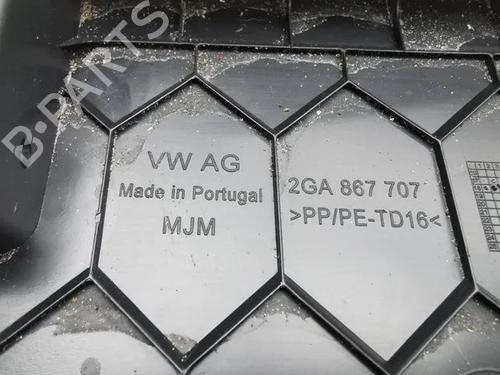 B-PARTS
VW AG
Made in Portugal
MJM
2GA 867 707
>PP/PE-TD16<